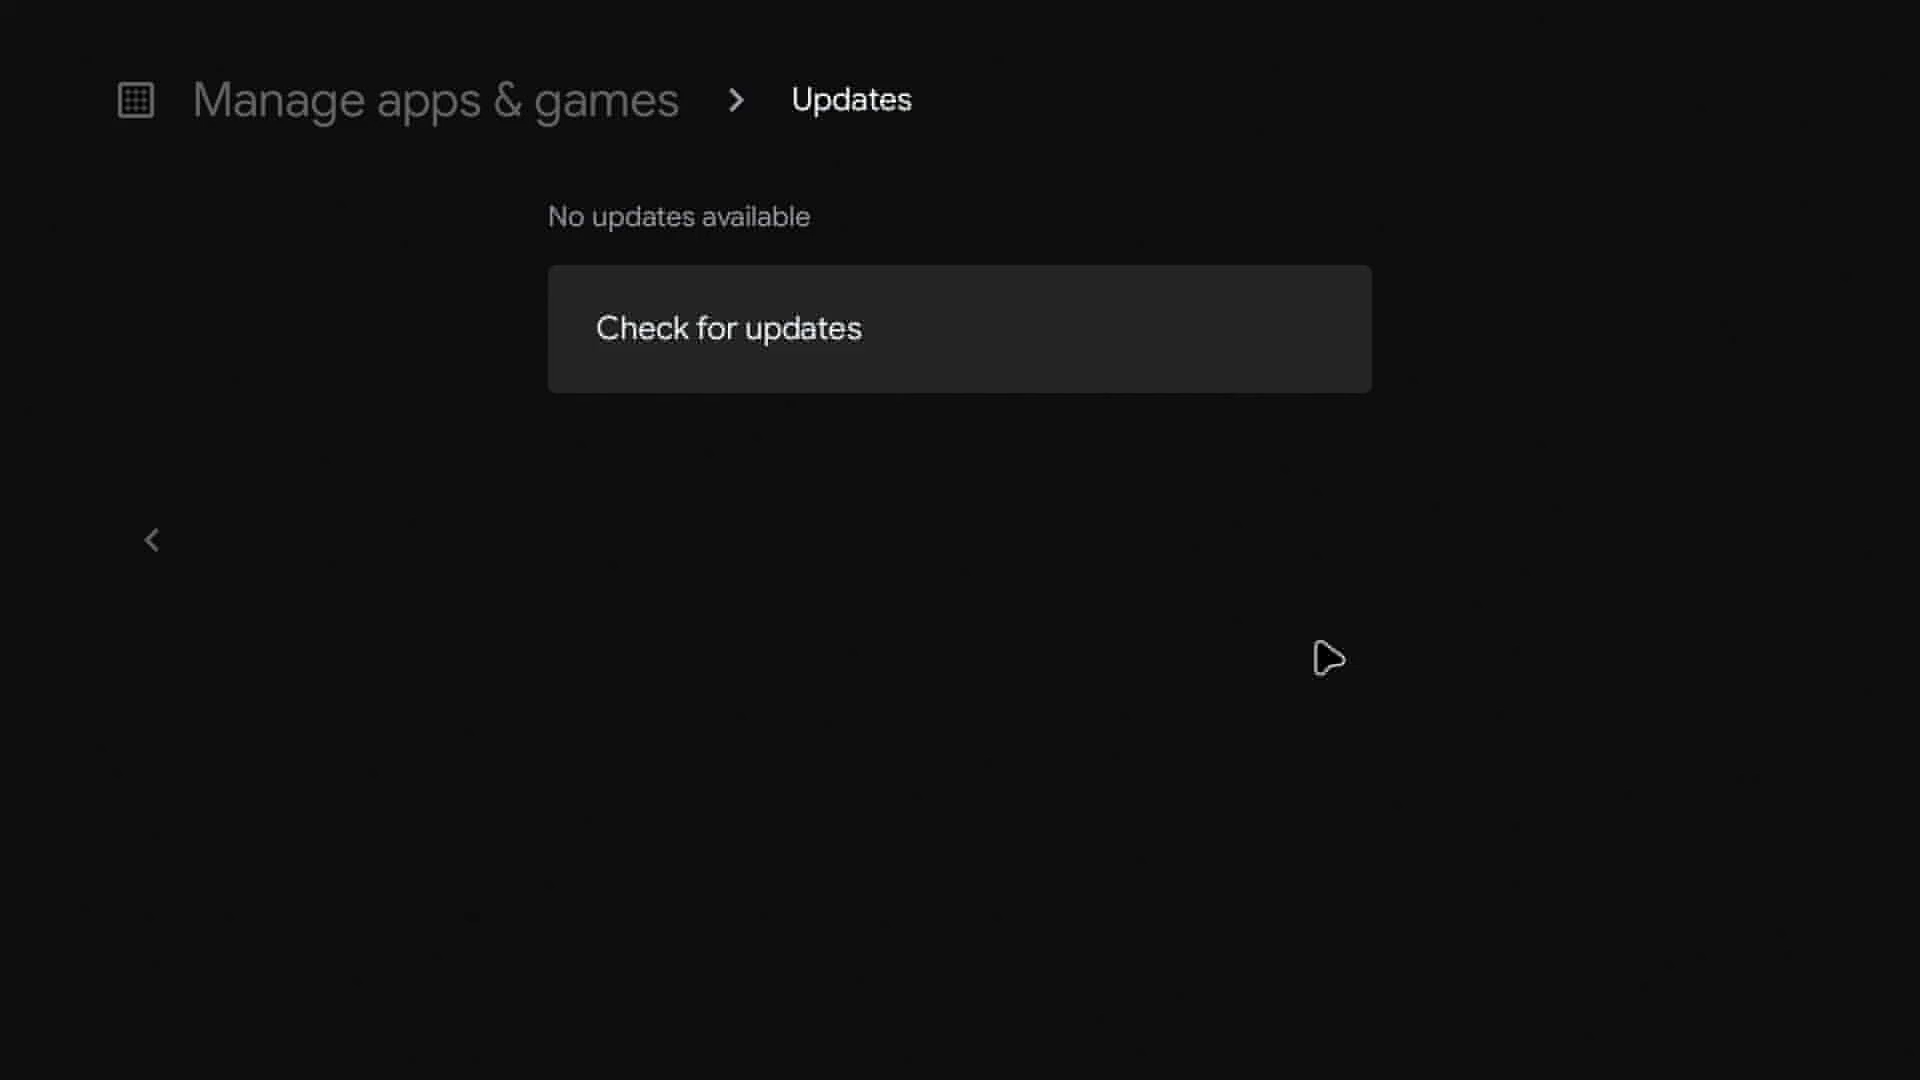 Manage apps & games
Updates
No updates available
Check for updates